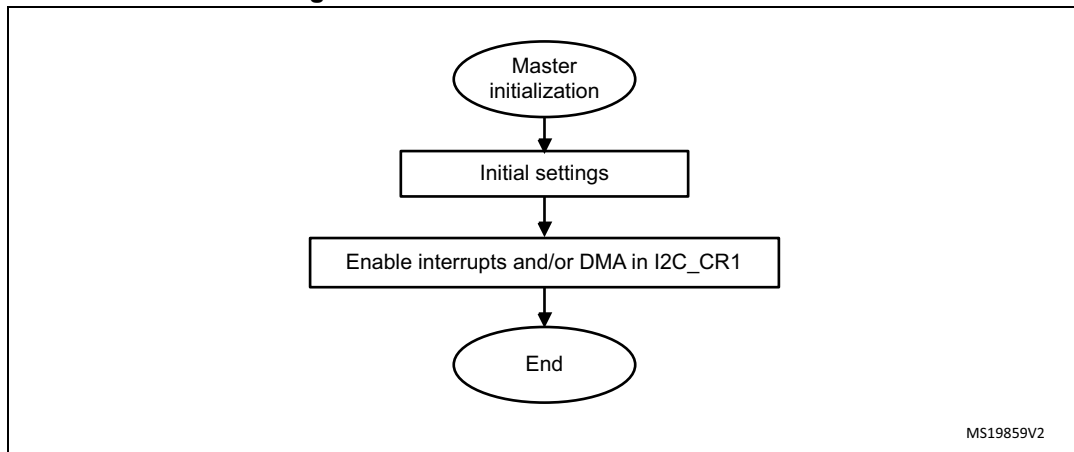 Master
initialization
Initial settings
Enable interrupts and/or DMA in I2C_CR1
End
MS19859V2